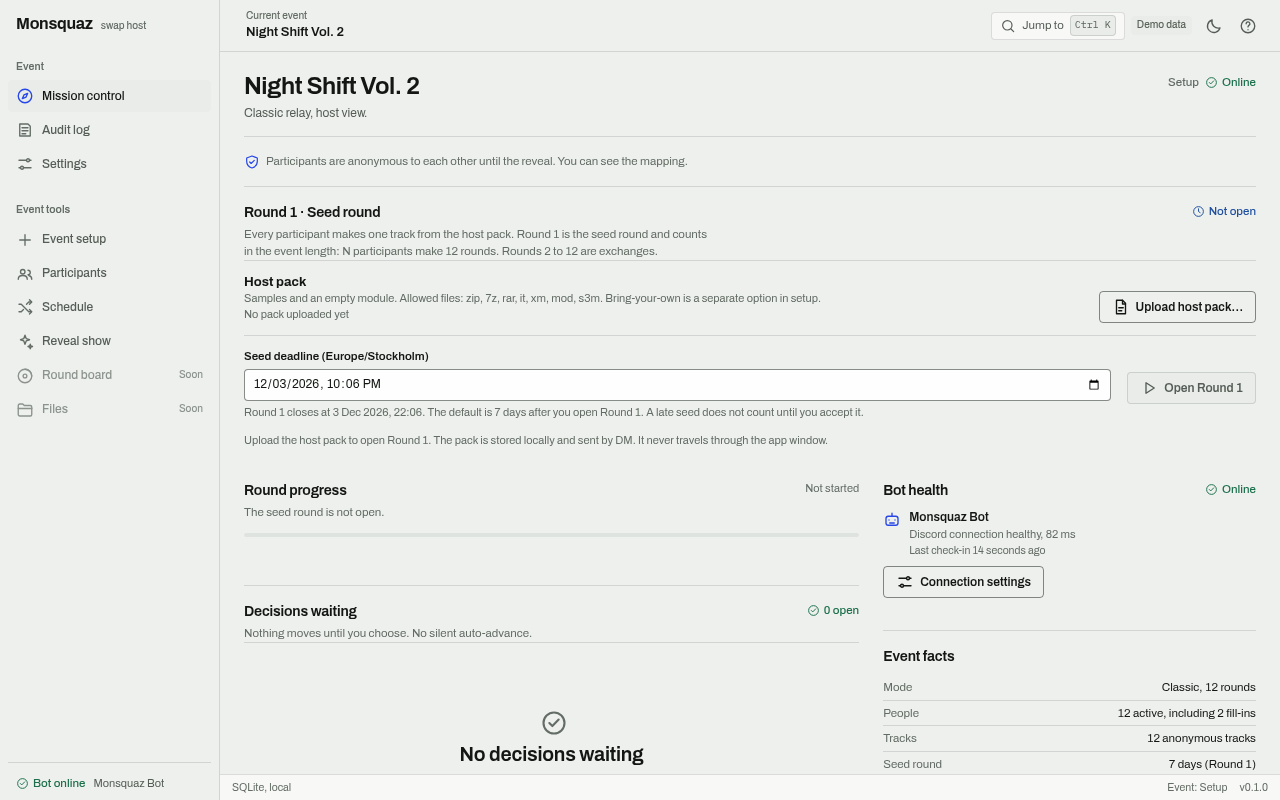 Monsquaz swap host
Event
Mission control
Audit log
Settings
Event tools
Event setup
Participants
Schedule
Reveal show
Round board Soon
Files Soon
Bot online Monsquaz Bot
Current event
Night Shift Vol. 2
Jump to Ctrl K
Demo data
Night Shift Vol. 2
Setup Online
Classic relay, host view.
Participants are anonymous to each other until the reveal. You can see the mapping.
Round 1 · Seed round
Not open
Every participant makes one track from the host pack. Round 1 is the seed round and counts
in the event length: N participants make 12 rounds. Rounds 2 to 12 are exchanges.
Host pack
Samples and an empty module. Allowed files: zip, 7z, rar, it, xm, mod, s3m. Bring-your-own is a separate option in setup.
No pack uploaded yet
Upload host pack…
Seed deadline (Europe/Stockholm)
12/03/2026, 10:06 PM
Open Round 1
Round 1 closes at 3 Dec 2026, 22:06. The default is 7 days after you open Round 1. A late seed does not count until you accept it.
Upload the host pack to open Round 1. The pack is stored locally and sent by DM. It never travels through the app window.
Round progress
Not started
The seed round is not open.
Decisions waiting
0 open
Nothing moves until you choose. No silent auto-advance.
No decisions waiting
Bot health
Online
Monsquaz Bot
Discord connection healthy, 82 ms
Last check-in 14 seconds ago
Connection settings
Event facts
Mode Classic, 12 rounds
People 12 active, including 2 fill-ins
Tracks 12 anonymous tracks
Seed round 7 days (Round 1)
SQLite, local
Event: Setup v0.1.0